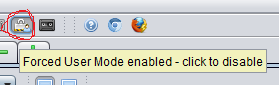 Forced User Mode enabled - click to disable